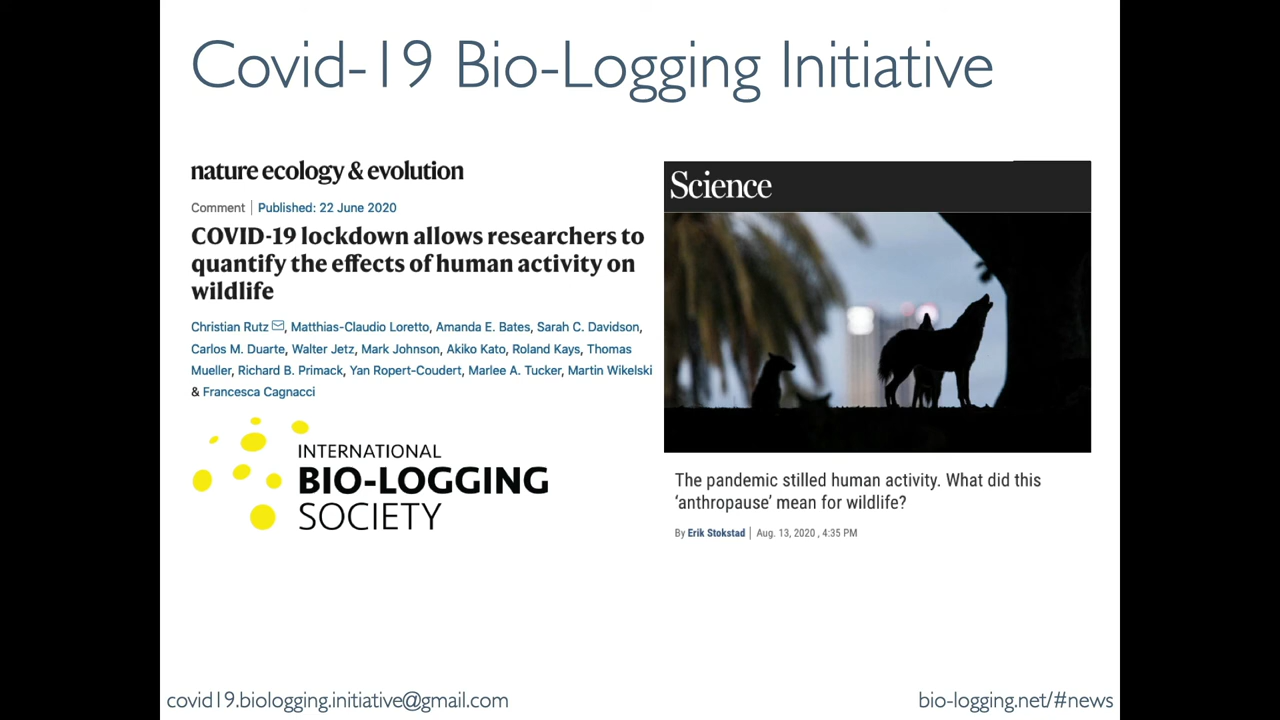 Covid-19 Bio-Logging Initiative
nature ecology & evolution
Comment | Published: 22 June 2020
COVID-19 lockdown allows researchers to
quantify the effects of human activity on
wildlife
Christian Rutz, Matthias-Claudio Loretto, Amanda E. Bates, Sarah C. Davidson,
Carlos M. Duarte, Walter Jetz, Mark Johnson, Akiko Kato, Roland Kays, Thomas
Mueller, Richard B. Primack, Yan Ropert-Coudert, Marlee A. Tucker, Martin Wikelski
& Francesca Cagnacci
INTERNATIONAL
BIO-LOGGING
SOCIETY
Science
The pandemic stilled human activity. What did this
‘anthropause’ mean for wildlife?
By Erik Stokstad | Aug. 13, 2020 , 4:35 PM
covid19.biologging.initiative@gmail.com
bio-logging.net/#news